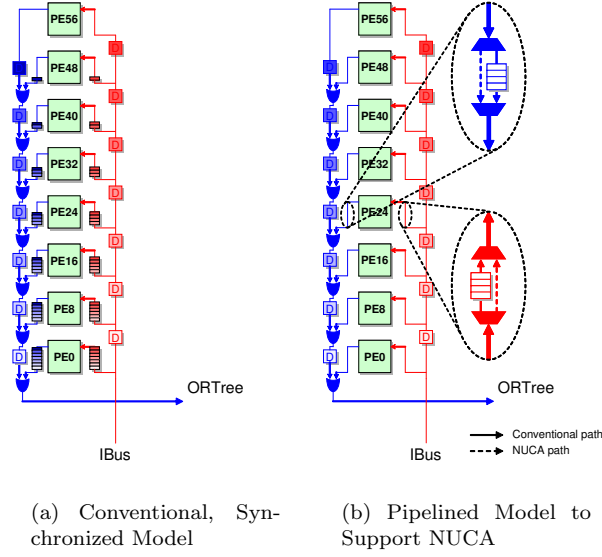 PE56
D
PE48
D
D
PE40
D
D
PE32
D
D
PE24
D
D
PE16
D
D
PE8
D
D
PE0
D
ORTree
IBus
PE56
D
PE48
D
D
PE40
D
D
PE32
D
D
PE24
D
D
PE16
D
D
PE8
D
D
PE0
D
ORTree
IBus
Conventional path
NUCA path
(a) Conventional, Syn-
chronized Model
(b) Pipelined Model to
Support NUCA